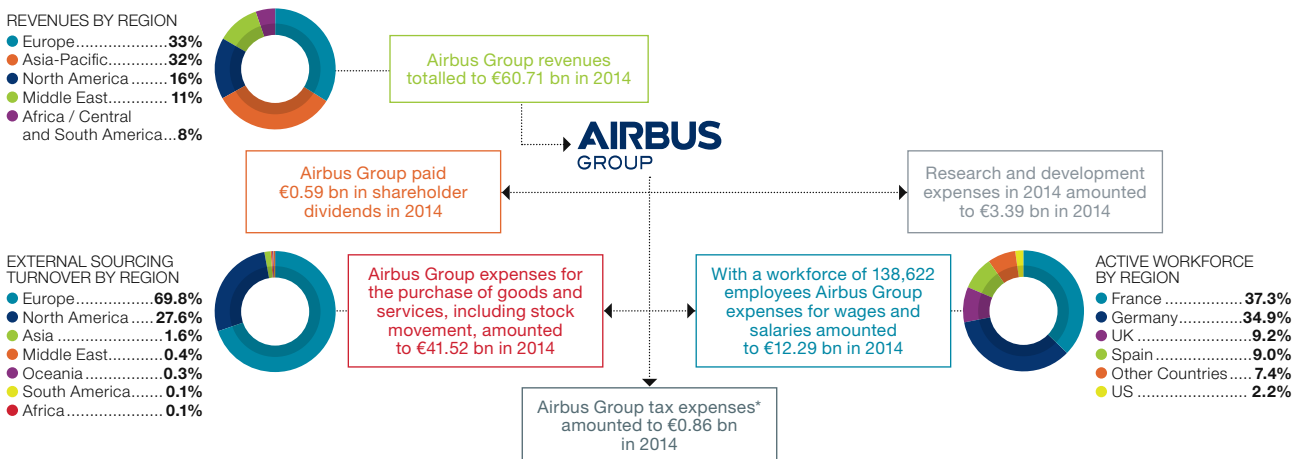 REVENUES BY REGION
Europe..................33%
Asia-Pacific............32%
North America.......16%
Middle East............11%
Africa / Central
and South America...8%
Airbus Group revenues
totalled to €60.71 bn in 2014
AIRBUS
GROUP
Airbus Group paid
€0.59 bn in shareholder
dividends in 2014
Research and development
expenses in 2014 amounted
to €3.39 bn in 2014
EXTERNAL SOURCING
TURNOVER BY REGION
Europe...............69.8%
North America.....27.6%
Asia....................1.6%
Middle East...........0.4%
Oceania................0.3%
South America.......0.1%
Africa...................0.1%
Airbus Group expenses for
the purchase of goods and
services, including stock
movement, amounted
to €41.52 bn in 2014
With a workforce of 138,622
employees Airbus Group
expenses for wages and
salaries amounted
to €12.29 bn in 2014
ACTIVE WORKFORCE
BY REGION
France................37.3%
Germany.............34.9%
UK.......................9.2%
Spain...................9.0%
Other Countries.....7.4%
US.......................2.2%
Airbus Group tax expenses*
amounted to €0.86 bn
in 2014